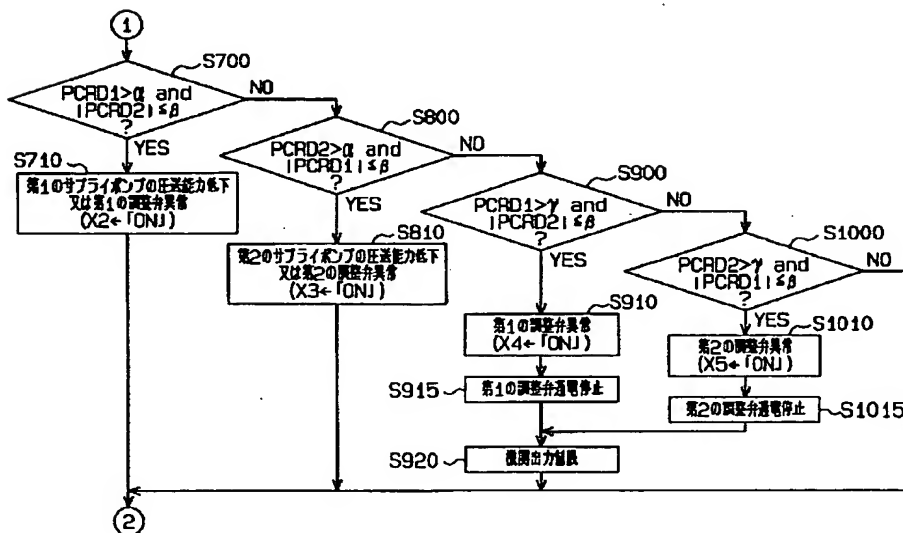 1
S700
PCRD1>α and
|PCRD2|≦β
?
NO
YES
S710
第1のサプライポンプの圧送能力低下
又は第1の調整弁異常
(X2←「ON」)
S800
PCRD2>α and
|PCRD1|≦β
?
NO
YES
S810
第2のサプライポンプの圧送能力低下
又は第2の調整弁異常
(X3←「ON」)
S900
PCRD1>γ and
|PCRD2|≦β
?
NO
YES
S910
第1の調整弁異常
(X4←「ON」)
S915
第1の調整弁通電停止
S1000
PCRD2>γ and
|PCRD1|≦β
?
NO
YES
S1010
第2の調整弁異常
(X5←「ON」)
第2の調整弁通電停止
S1015
S920
機関出力制限
2